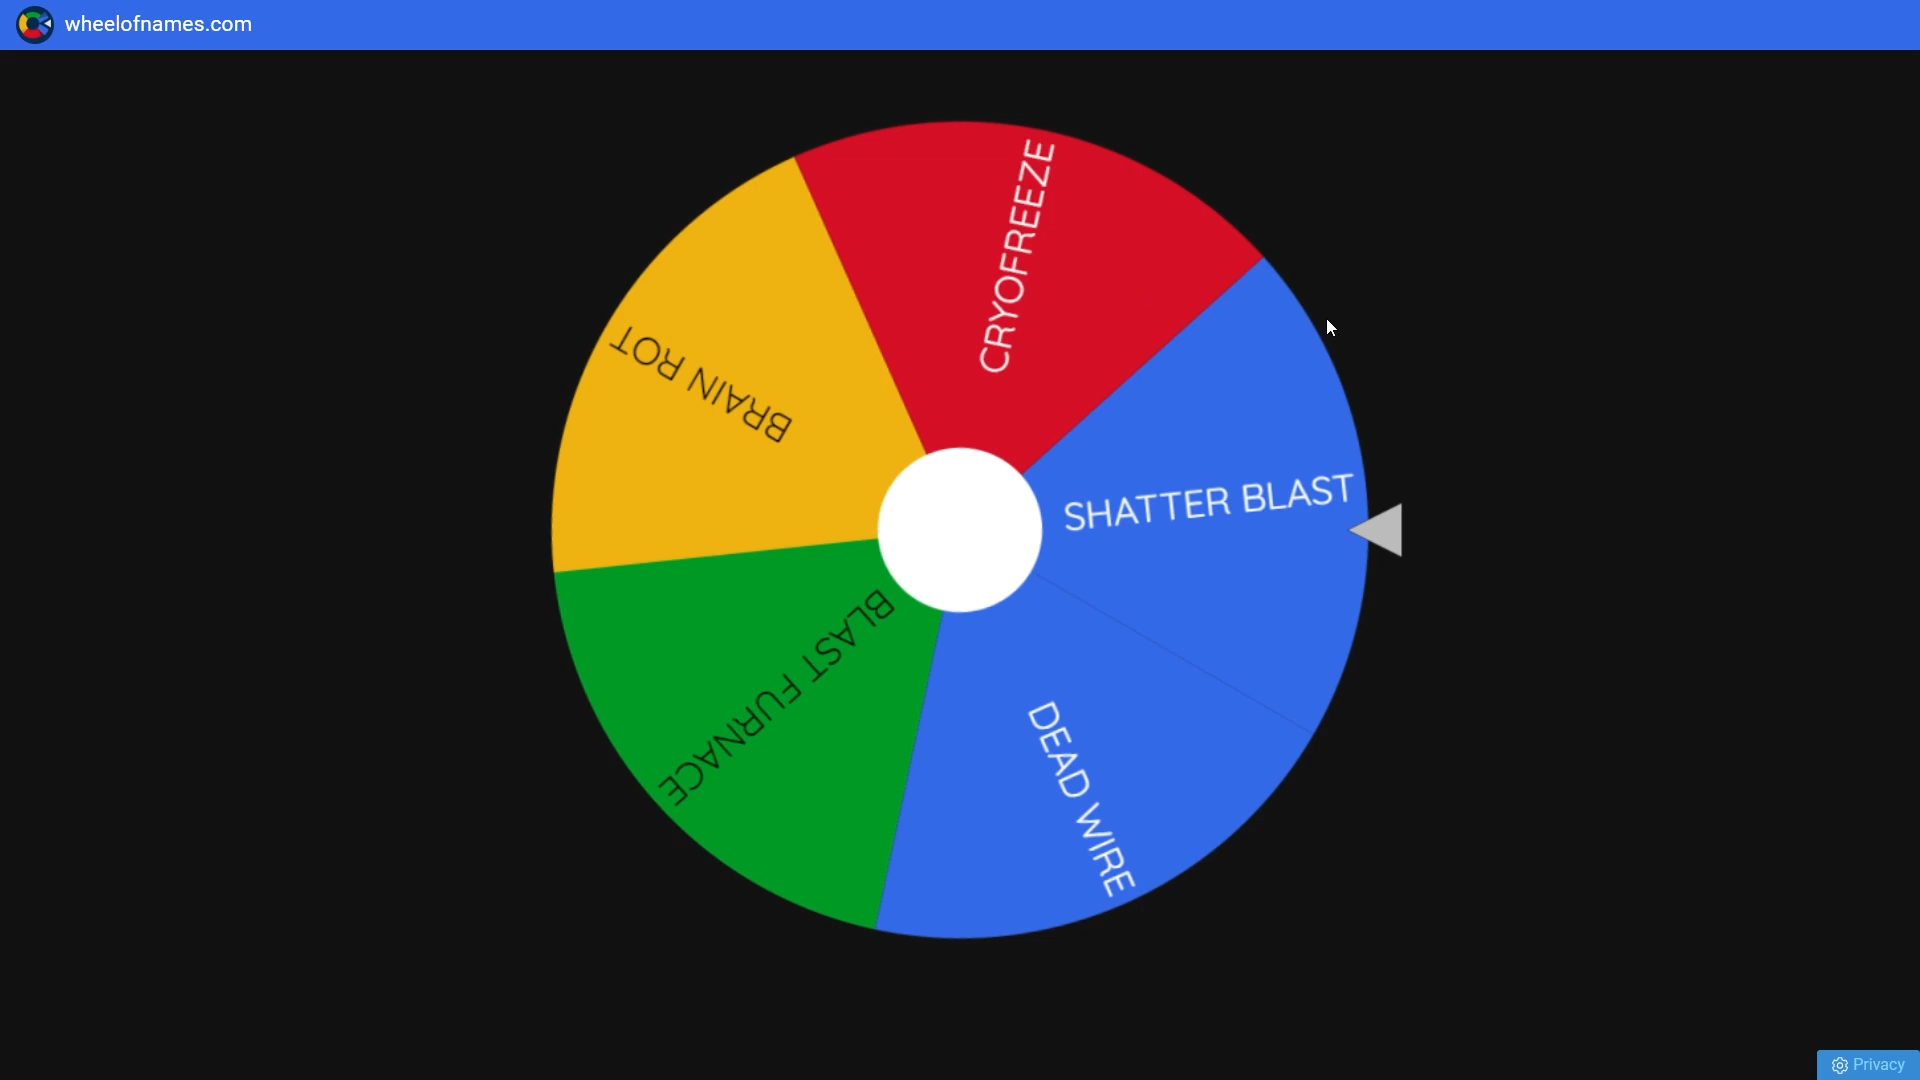 wheelofnames.com
CRYOFREEZE
BRAIN ROT
SHATTER BLAST
BLAST FURNACE
DEAD WIRE
Privacy